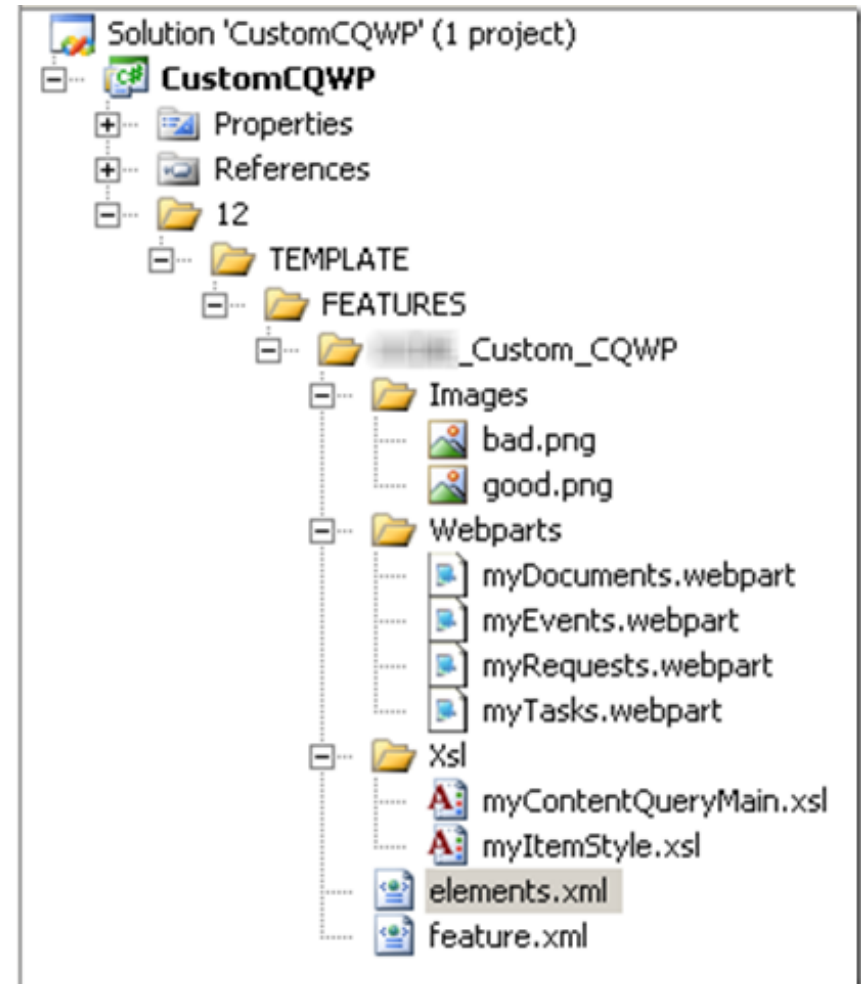 Solution 'CustomCQWP' (1 project)
CustomCQWP
Properties
References
12
TEMPLATE
FEATURES
_Custom_CQWP
Images
bad.png
good.png
Webparts
myDocuments.webpart
myEvents.webpart
myRequests.webpart
myTasks.webpart
Xsl
myContentQueryMain.xsl
myItemStyle.xsl
elements.xml
feature.xml